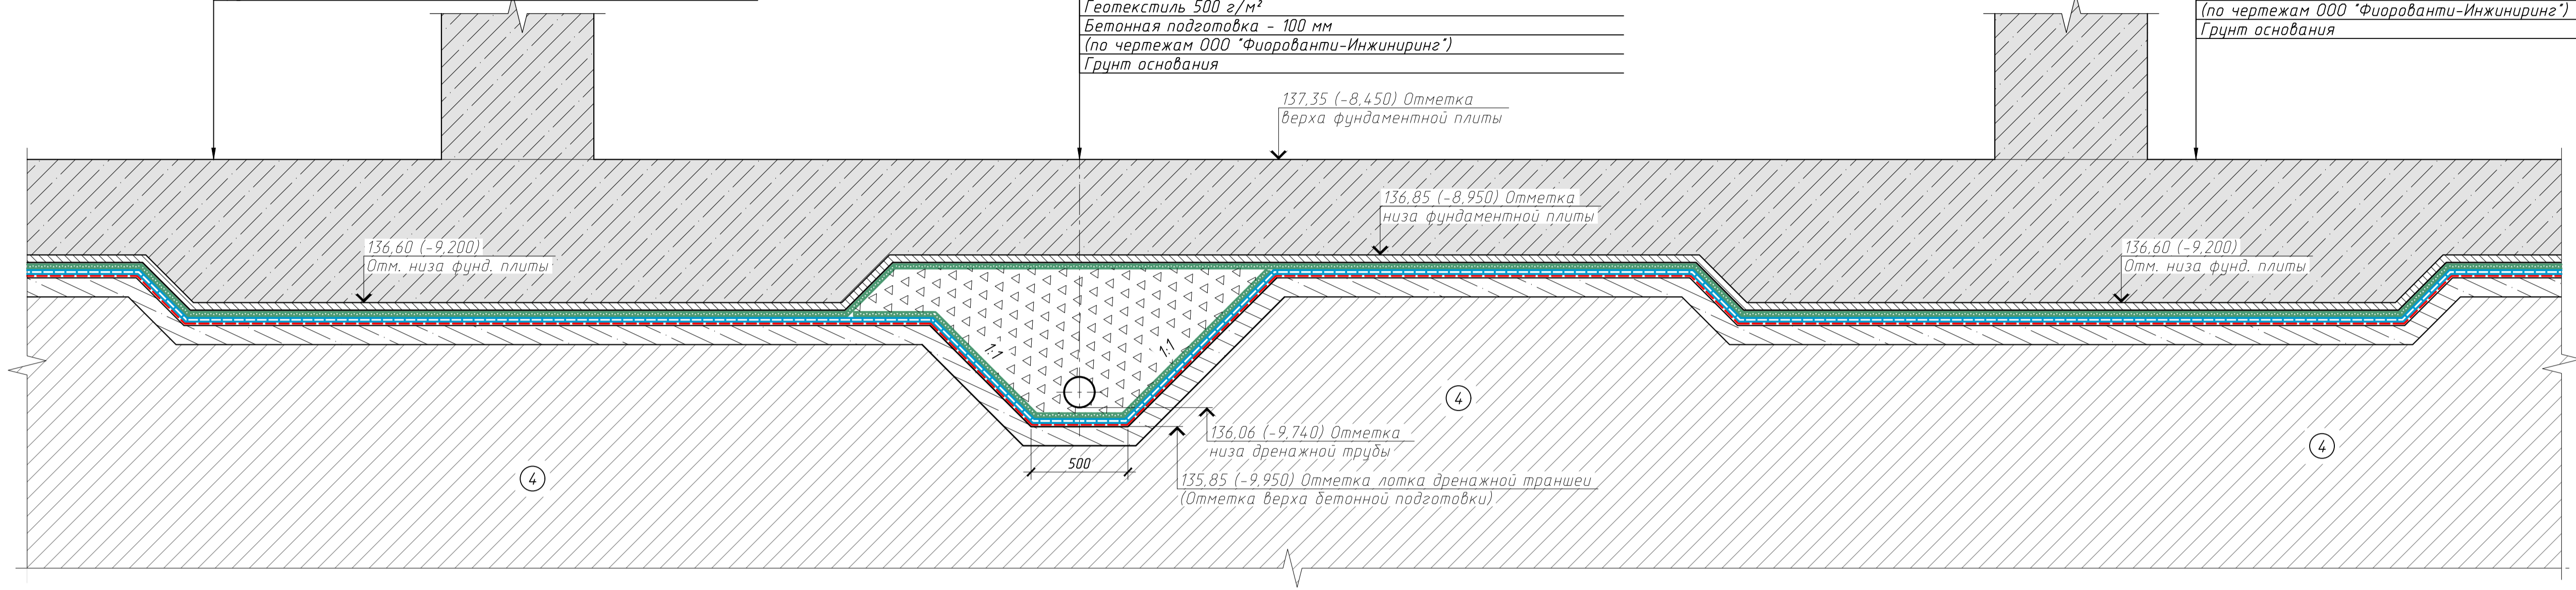 Геотекстиль 500 г/м²
Бетонная подготовка - 100 мм
(по чертежам ООО "Фиорованти-Инжиниринг")
Грунт основания
(по чертежам ООО "Фиорованти-Инжиниринг")
Грунт основания
137,35 (-8,450) Отметка
верха фундаментной плиты
136,85 (-8,950) Отметка
низа фундаментной плиты
136,60 (-9,200)
Отм. низа фунд. плиты
136,60 (-9,200)
Отм. низа фунд. плиты
1:1
1:1
4
136,06 (-9,740) Отметка
низа дренажной трубы
4
4
500
135,85 (-9,950) Отметка лотка дренажной траншеи
(Отметка верха бетонной подготовки)